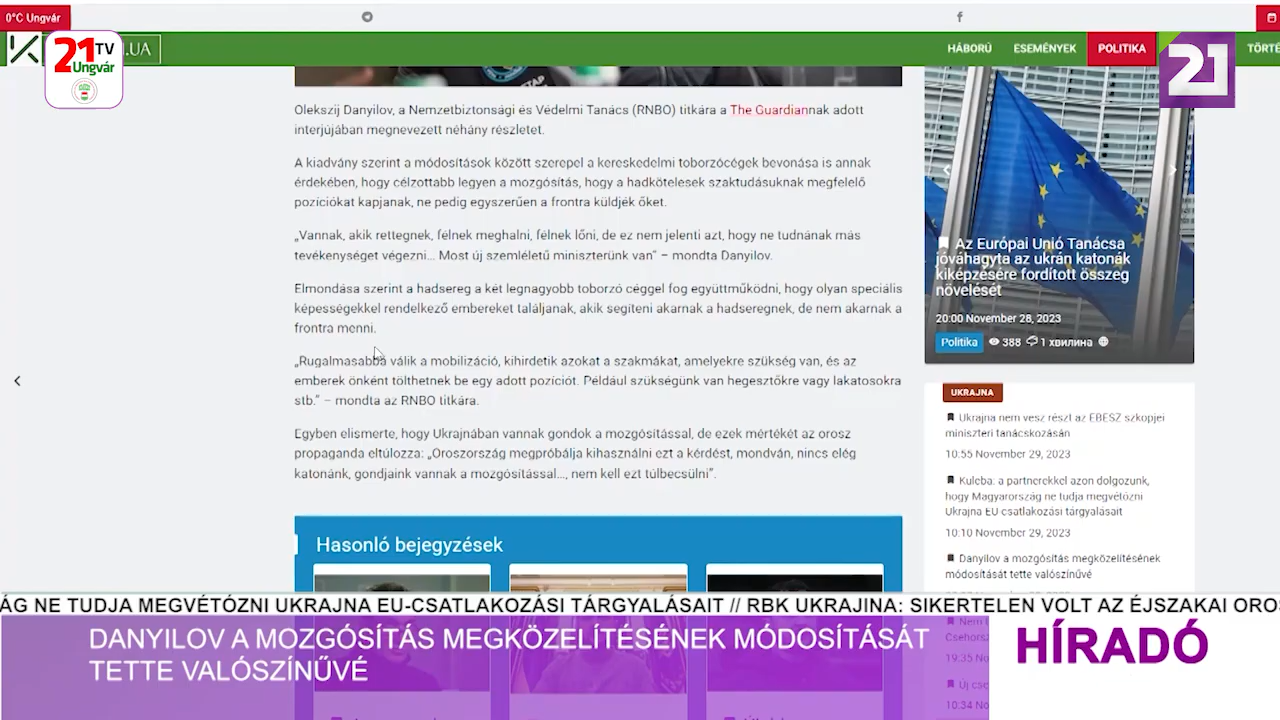 0°C Ungvár
21 TV Ungvár
.UA
HÁBORÚ
ESEMÉNYEK
POLITIKA
21
Olekszij Danyilov, a Nemzetbiztonsági és Védelmi Tanács (RNBO) titkára a The Guardiannak adott
interjújában megnevezett néhány részletet.
A kiadvány szerint a módosítások között szerepel a kereskedelmi toborzócégek bevonása is annak
érdekében, hogy célzottabb legyen a mozgósítás, hogy a hadkötelesek szaktudásuknak megfelelő
pozíciókat kapjanak, ne pedig egyszerűen a frontra küldjék őket.
„Vannak, akik rettegnek, félnek meghalni, félnek lőni, de ez nem jelenti azt, hogy ne tudnának más
tevékenységet végezni... Most új szemléletű miniszterünk van” – mondta Danyilov.
Elmondása szerint a hadsereg a két legnagyobb toborzó céggel fog együttműködni, hogy olyan speciális
képességekkel rendelkező embereket találjanak, akik segíteni akarnak a hadseregnek, de nem akarnak a
frontra menni.
„Rugalmasabbá válik a mobilizáció, kihirdetik azokat a szakmákat, amelyekre szükség van, és az
emberek önként tölthetnek be egy adott pozíciót. Például szükségünk van hegesztőkre vagy lakatosokra
stb.” – mondta az RNBO titkára.
Egyben elismerte, hogy Ukrajnában vannak gondok a mozgósítással, de ezek mértékét az orosz
propaganda eltúlozza: „Oroszország megpróbálja kihasználni ezt a kérdést, mondván, nincs elég
katonánk, gondjaink vannak a mozgósítással..., nem kell ezt túlbecsülni”.
Hasonló bejegyzések
Az Európai Unió Tanácsa
jóváhagyta az ukrán katonák
kiképzésére fordított összeg
növelését
20:00 November 28, 2023
Politika 388 1 хвилина
UKRAJNA
Ukrajna nem vesz részt az EBESZ szkopjei
miniszteri tanácskozásán
10:55 November 29, 2023
Kuleba: a partnerekkel azon dolgozunk,
hogy Magyarország ne tudja megvétózni
Ukrajna EU csatlakozási tárgyalásait
10:10 November 29, 2023
Danyilov a mozgósítás megközelítésének
módosítását tette valószínűvé
ÁG NE TUDJA MEGVÉTÓZNI UKRAJNA EU-CSATLAKOZÁSI TÁRGYALÁSAIT // RBK UKRAJINA: SIKERTELEN VOLT AZ ÉJSZAKAI OROS
DANYILOV A MOZGÓSÍTÁS MEGKÖZELÍTÉSÉNEK MÓDOSÍTÁSÁT
TETTE VALÓSZÍNŰVÉ
HÍRADÓ